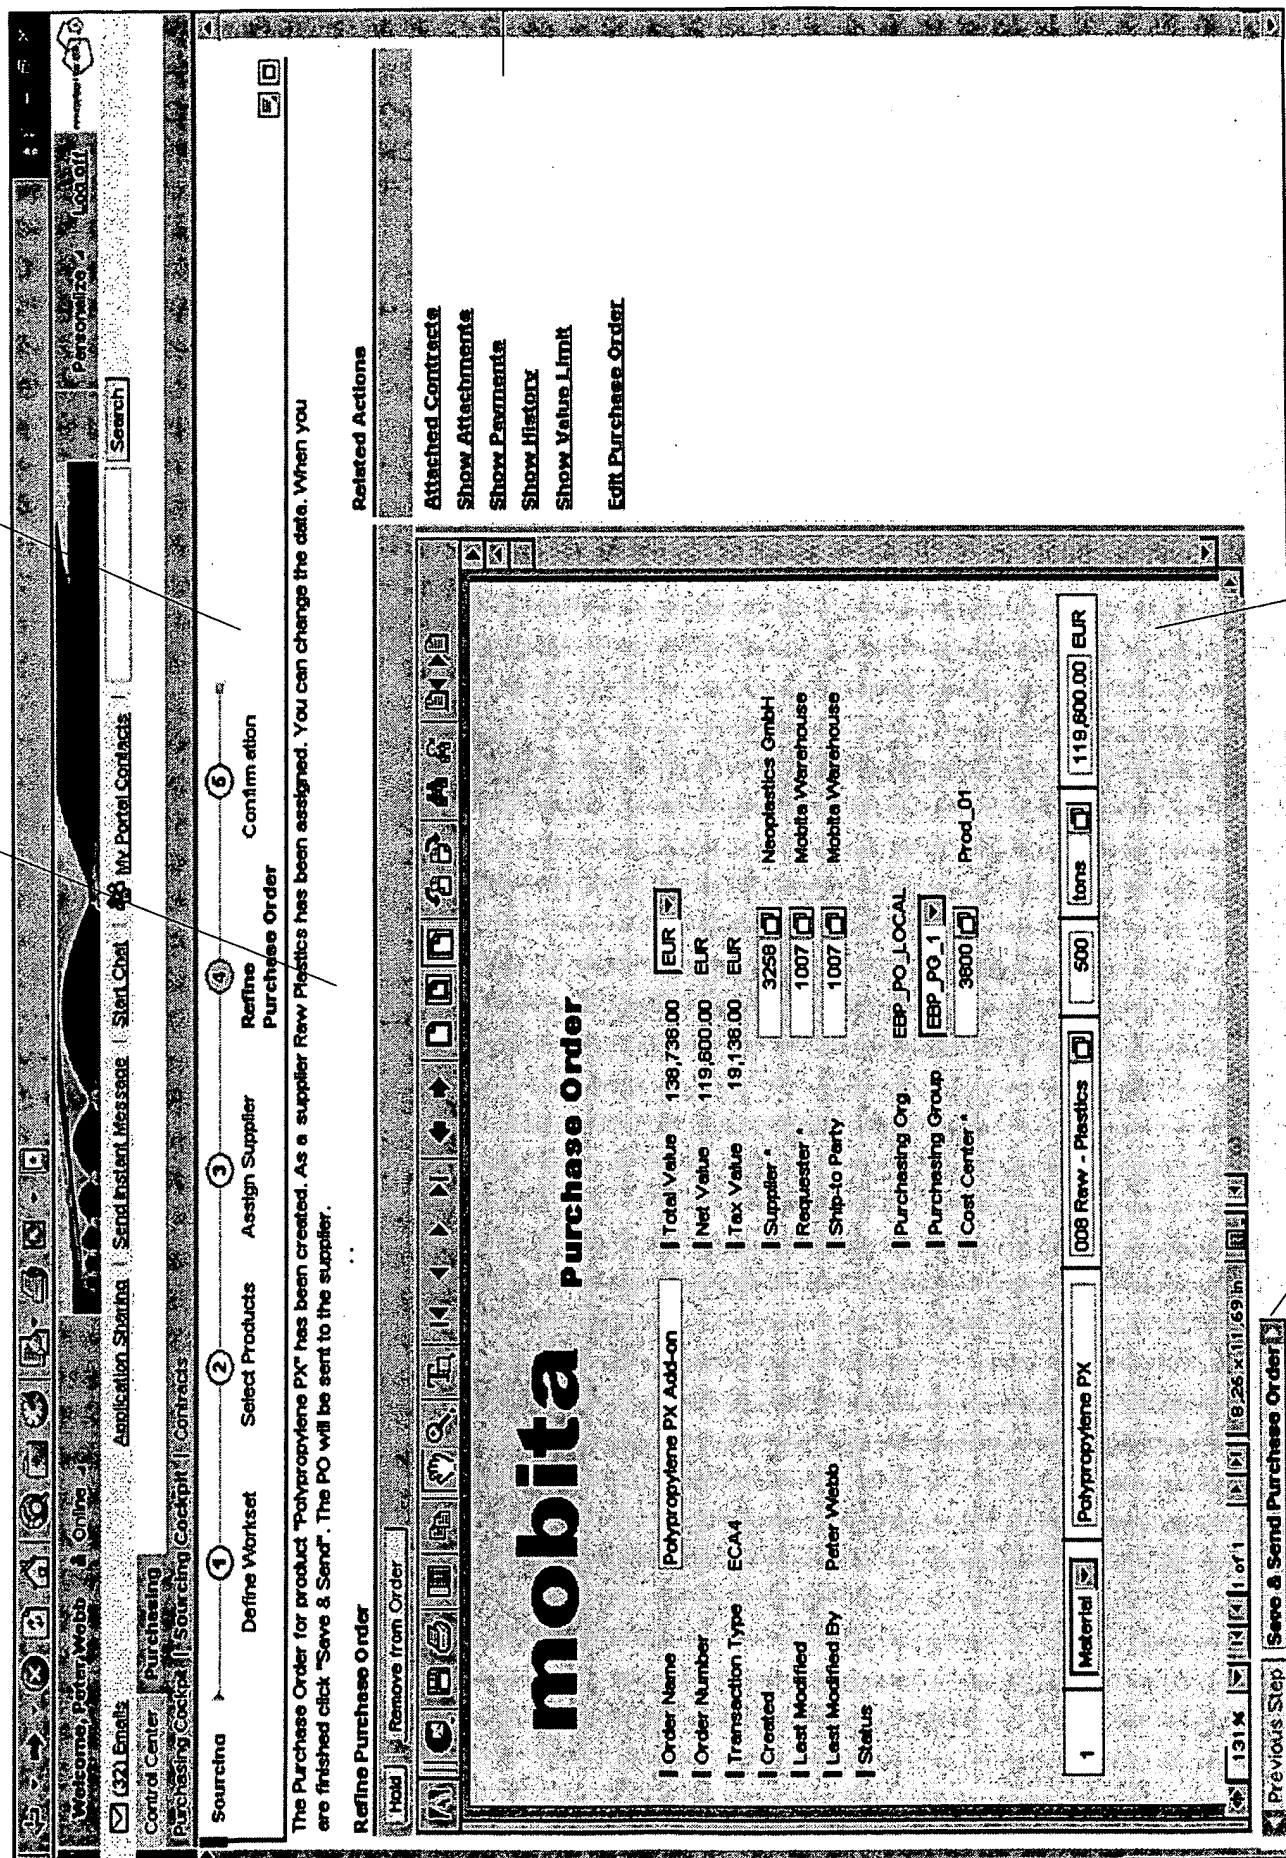 Welcome, Peter Webb Online Personalize Log off
(32) Emails Application Sharing | Send Instant Message | Start Chat | My Portal Contacts | Search
Control Center Purchasing
Purchasing Cockpit | Sourcing Cockpit | Contracts
Sourcing
1 2 3 4 5
Define Workset Select Products Assign Supplier Refine Purchase Order Confirmation
The Purchase Order for product "Polypropylene PX" has been created. As a supplier Raw Plastics has been assigned. You can change the data. When you
are finished click "Save & Send". The PO will be sent to the supplier.
Refine Purchase Order
Related Actions
Hold Remove from Order
Attached Contracts
Show Attachments
Show Payments
Show History
Show Value Limit
Edit Purchase Order
mobita Purchase Order
Order Name Polypropylene PX Add-on
Order Number
Transaction Type ECA4
Created
Last Modified
Last Modified By Peter Webb
Status
Total Value 138,736.00 EUR
Net Value 119,600.00 EUR
Tax Value 19,136.00 EUR
Supplier * 3258 Neoplastics GmbH
Requester * 1007 Mobita Warehouse
Ship-to Party 1007 Mobita Warehouse
Purchasing Org. EBP_PO_LOCAL
Purchasing Group EBP_PG_1
Cost Center * 3800 Prod_01
1 Material Polypropylene PX 008 Raw - Plastics 500 tons 119,600.00 EUR
131% 1 of 1 8.26 x 11.69 in
Previous Step Save & Send Purchase Order